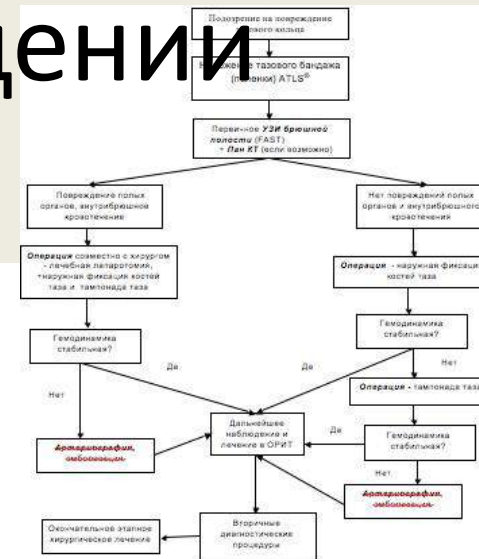 дении
Подозрение на повреждение
тазового кольца
тазового бандажа
(пеленки) ATLS®
Первичное УЗИ брюшной
полости (FAST)
+ Пан КТ (если возможно)
Повреждение полых
органов, внутрибрюшное
кровотечение
Нет повреждений полых
органов и внутрибрюшного
кровотечения
Операция совместно с хирургом
- лечебная лапаротомия,
+наружная фиксация костей
таза и тампонада таза
Операция - наружная фиксация
костей таза
Гемодинамика
стабильная?
Гемодинамика
стабильная?
Да
Да
Нет
Нет
Операция - тампонада таза
Дальнейшее
наблюдение и
лечение в ОРИТ
Да
Гемодинамика
стабильная?
Нет
Артериография,
эмболизация
Артериография,
эмболизация
Окончательное этапное
хирургическое лечение
Вторичные
диагностические
процедуры